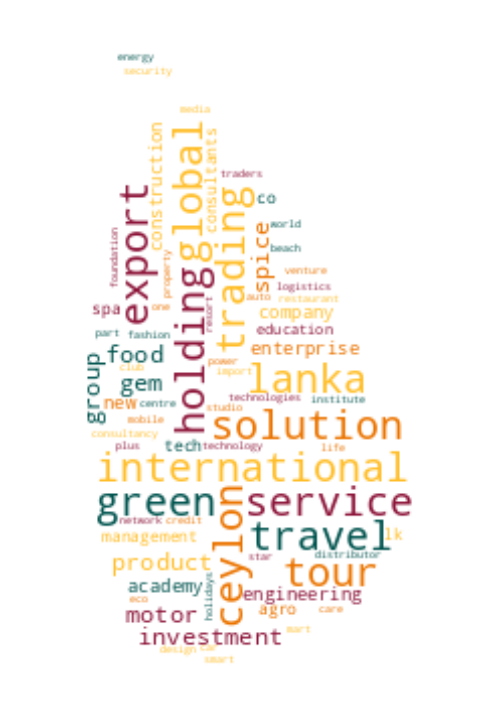 energy
security
media
construction
global
consultants
traders
export
trading
co
world
spice
foundation
beach
property
holding
venture
logistics
auto
restaurant
spa
one
resort
company
education
part
fashion
enterprise
food
group
club
power
import
gem
lanka
new
centre
technologies
institute
studio
mobile
solution
consultancy
plus
tech
technology
life
international
green
ceylon
service
network
credit
travel
lk
management
star
distributor
product
tour
academy
holidays
engineering
eco
motor
agro
care
investment
mart
design
car
smart